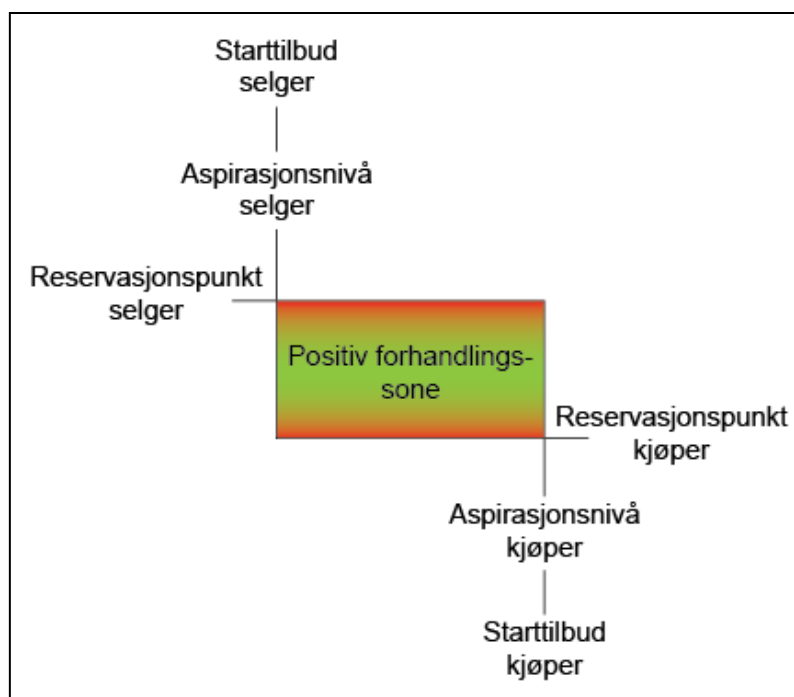 Starttilbud
selger
Aspirasjonsnivå
selger
Reservasjonspunkt
selger
Positiv forhandlings-
sone
Reservasjonspunkt
kjøper
Aspirasjonsnivå
kjøper
Starttilbud
kjøper